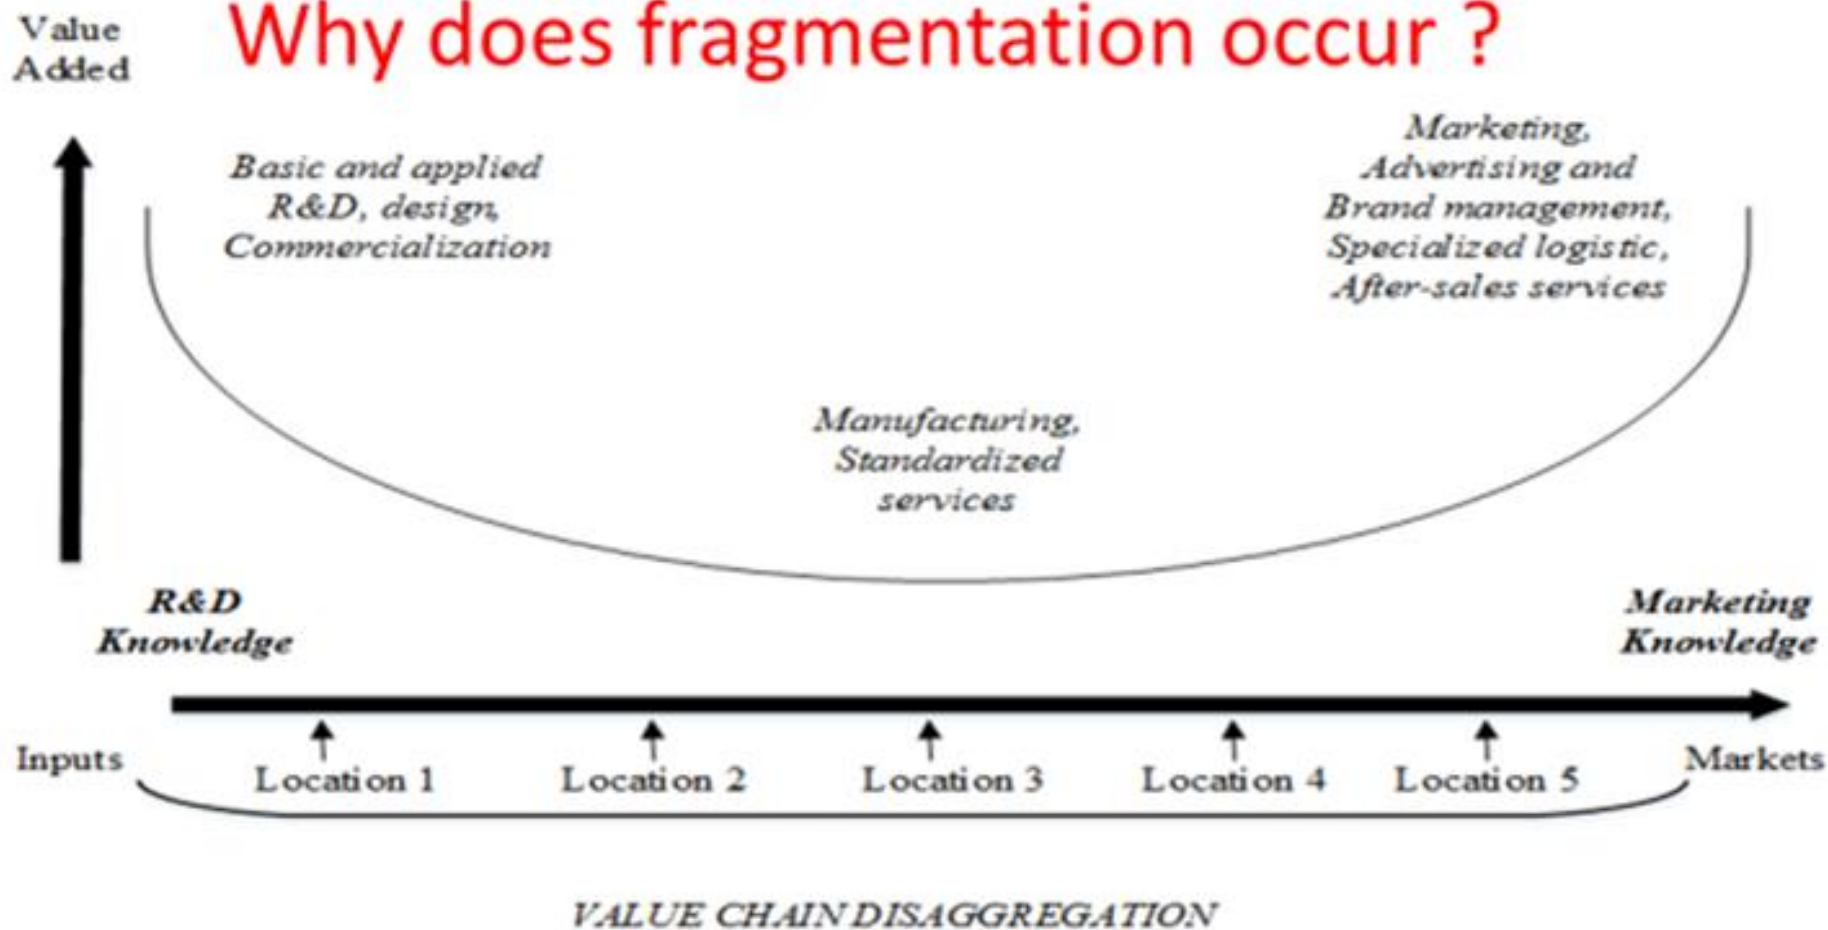 Why does fragmentation occur ?
Value
Added
Basic and applied
R&D, design,
Commercialization
Marketing,
Advertising and
Brand management,
Specialized logistic,
After-sales services
Manufacturing,
Standardized
services
R&D
Knowledge
Marketing
Knowledge
Inputs
Location 1
Location 2
Location 3
Location 4
Location 5
Markets
VALUE CHAIN DISAGGREGATION